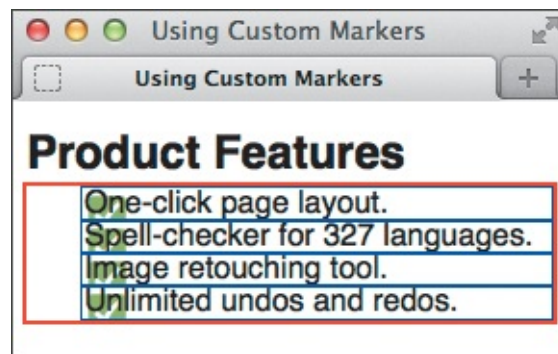 Using Custom Markers
Using Custom Markers
+
Product Features
One-click page layout.
Spell-checker for 327 languages.
Image retouching tool.
Unlimited undos and redos.